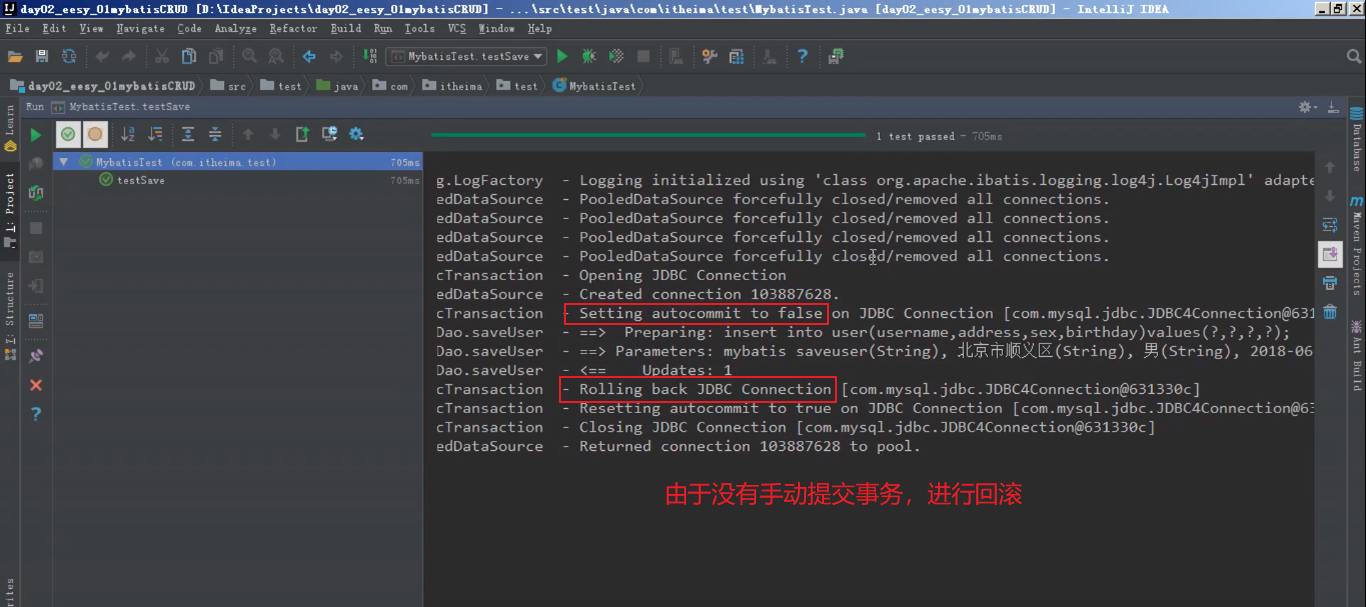 day02_eesy_01mybatisCRUD [D:\IdeaProjects\day02_eesy_01mybatisCRUD] - ...\src\test\java\com\itheima\test\MybatisTest.java [day02_eesy_01mybatisCRUD] - IntelliJ IDEA
File Edit View Navigate Code Analyze Refactor Build Run Tools VCS Window Help
MybatisTest.testSave
day02_eesy_01mybatisCRUD src test java com itheima test MybatisTest
Run MybatisTest.testSave
1 test passed - 705ms
MybatisTest (com.itheima.test) 705ms
testSave 705ms
g.LogFactory - Logging initialized using 'class org.apache.ibatis.logging.log4j.Log4jImpl' adapte
edDataSource - PooledDataSource forcefully closed/removed all connections.
edDataSource - PooledDataSource forcefully closed/removed all connections.
edDataSource - PooledDataSource forcefully closed/removed all connections.
edDataSource - PooledDataSource forcefully closed/removed all connections.
cTransaction - Opening JDBC Connection
edDataSource - Created connection 103887628.
cTransaction - Setting autocommit to false on JDBC Connection [com.mysql.jdbc.JDBC4Connection@631
Dao.saveUser - ==> Preparing: insert into user(username,address,sex,birthday)values(?,?,?,?);
Dao.saveUser - ==> Parameters: mybatis saveuser(String), 北京市顺义区(String), 男(String), 2018-06
Dao.saveUser - <== Updates: 1
cTransaction - Rolling back JDBC Connection [com.mysql.jdbc.JDBC4Connection@631330c]
cTransaction - Resetting autocommit to true on JDBC Connection [com.mysql.jdbc.JDBC4Connection@63
cTransaction - Closing JDBC Connection [com.mysql.jdbc.JDBC4Connection@631330c]
edDataSource - Returned connection 103887628 to pool.
由于没有手动提交事务，进行回滚
Learn
1: Project
7: Structure
rites
Database
Maven Projects
Ant Build